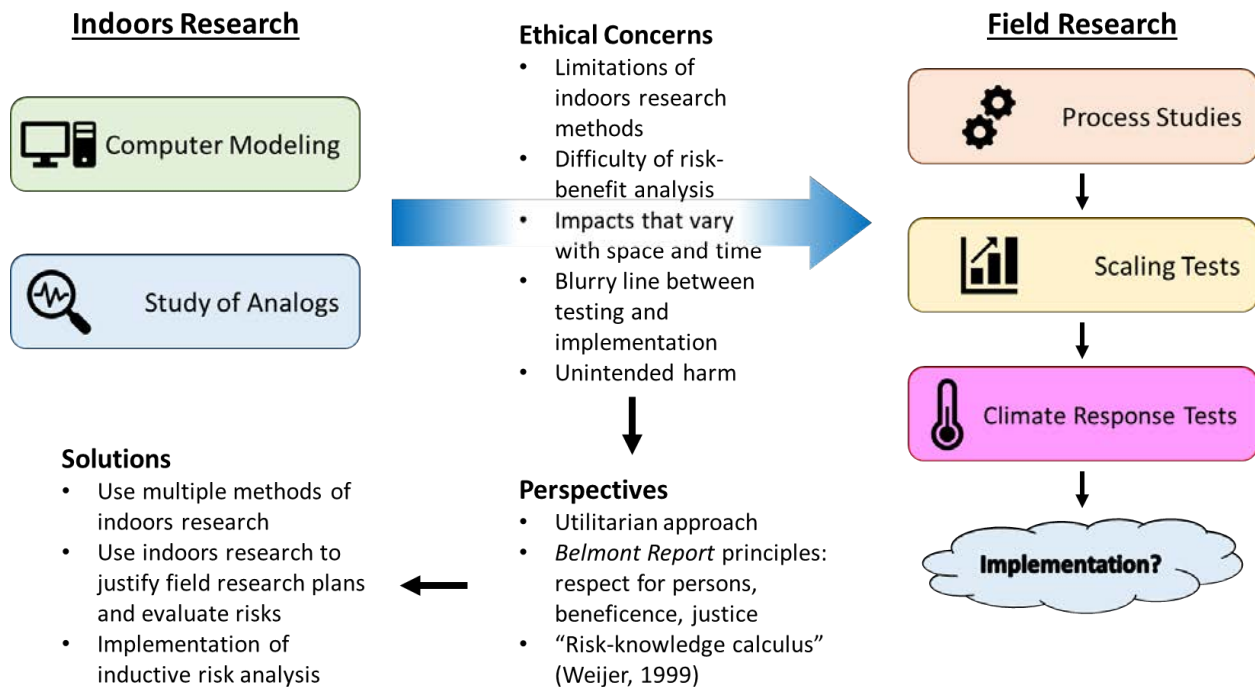 Indoors Research
Computer Modeling
Study of Analogs
Ethical Concerns
• Limitations of
indoors research
methods
• Difficulty of risk-
benefit analysis
• Impacts that vary
with space and time
• Blurry line between
testing and
implementation
• Unintended harm
Field Research
Process Studies
Scaling Tests
Climate Response Tests
Implementation?
Perspectives
• Utilitarian approach
• Belmont Report principles:
respect for persons,
beneficence, justice
• “Risk-knowledge calculus”
(Weijer, 1999)
Solutions
• Use multiple methods of
indoors research
• Use indoors research to
justify field research plans
and evaluate risks
• Implementation of
inductive risk analysis